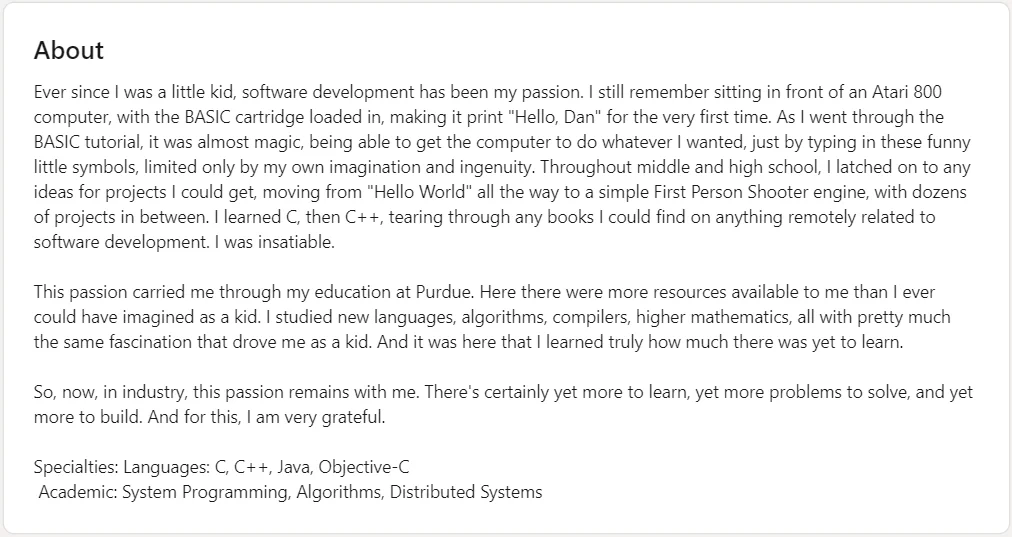 About
Ever since I was a little kid, software development has been my passion. I still remember sitting in front of an Atari 800
computer, with the BASIC cartridge loaded in, making it print "Hello, Dan" for the very first time. As I went through the
BASIC tutorial, it was almost magic, being able to get the computer to do whatever I wanted, just by typing in these funny
little symbols, limited only by my own imagination and ingenuity. Throughout middle and high school, I latched on to any
ideas for projects I could get, moving from "Hello World" all the way to a simple First Person Shooter engine, with dozens
of projects in between. I learned C, then C++, tearing through any books I could find on anything remotely related to
software development. I was insatiable.
This passion carried me through my education at Purdue. Here there were more resources available to me than I ever
could have imagined as a kid. I studied new languages, algorithms, compilers, higher mathematics, all with pretty much
the same fascination that drove me as a kid. And it was here that I learned truly how much there was yet to learn.
So, now, in industry, this passion remains with me. There's certainly yet more to learn, yet more problems to solve, and yet
more to build. And for this, I am very grateful.
Specialties: Languages: C, C++, Java, Objective-C
Academic: System Programming, Algorithms, Distributed Systems